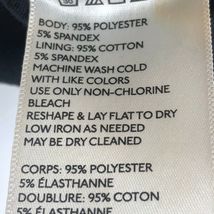 BODY: 95% POLYESTER
5% SPANDEX
LINING: 95% COTTON
5% SPANDEX
MACHINE WASH COLD
WITH LIKE COLORS
USE ONLY NON-CHLORINE
BLEACH
RESHAPE & LAY FLAT TO DRY
LOW IRON AS NEEDED
MAY BE DRY CLEANED
CORPS: 95% POLYESTER
5% ÉLASTHANNE
DOUBLURE: 95% COTON
5% ÉLASTHANNE